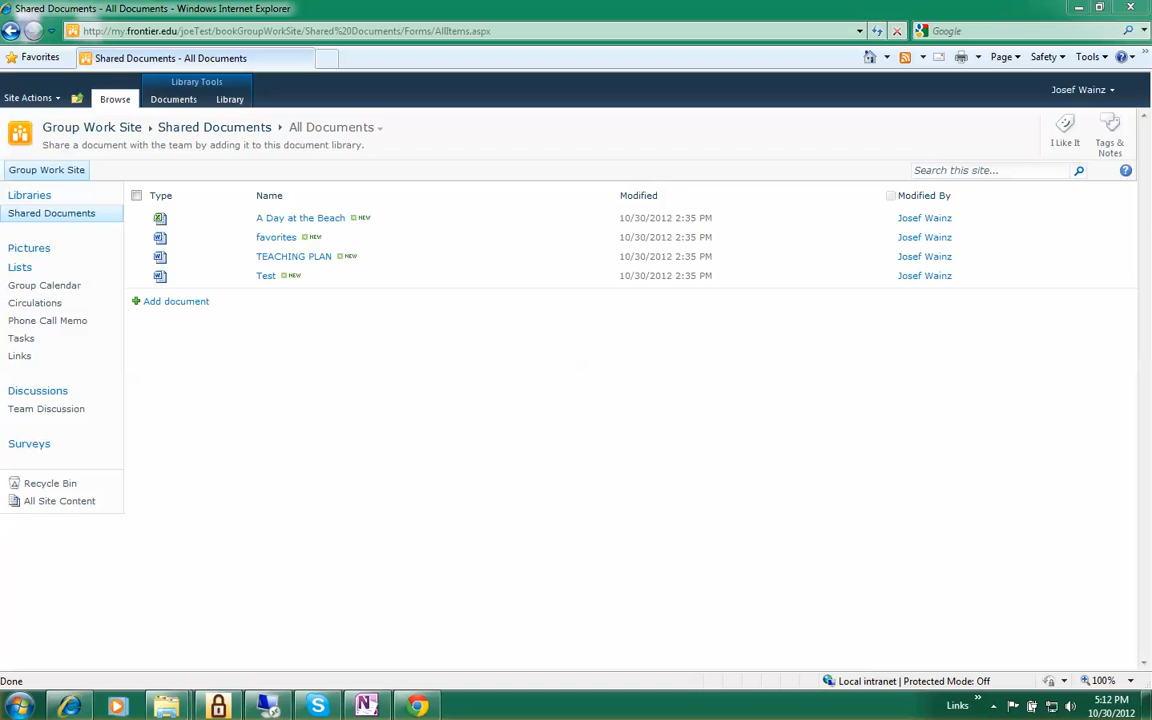 Shared Documents - All Documents - Windows Internet Explorer
http://my.frontier.edu/joeTest/bookGroupWorkSite/Shared%20Documents/Forms/AllItems.aspx
Google
Favorites
Shared Documents - All Documents
Page
Safety
Tools
Library Tools
Site Actions
Browse
Documents
Library
Josef Wainz
Group Work Site
Shared Documents
All Documents
Share a document with the team by adding it to this document library.
I Like It
Tags & Notes
Group Work Site
Search this site...
Libraries
Shared Documents
Pictures
Lists
Group Calendar
Circulations
Phone Call Memo
Tasks
Links
Discussions
Team Discussion
Surveys
Recycle Bin
All Site Content
Type Name Modified Modified By
A Day at the Beach NEW 10/30/2012 2:35 PM Josef Wainz
favorites NEW 10/30/2012 2:35 PM Josef Wainz
TEACHING PLAN NEW 10/30/2012 2:35 PM Josef Wainz
Test NEW 10/30/2012 2:35 PM Josef Wainz
Add document
Done
Local intranet | Protected Mode: Off
100%
Links
5:12 PM
10/30/2012